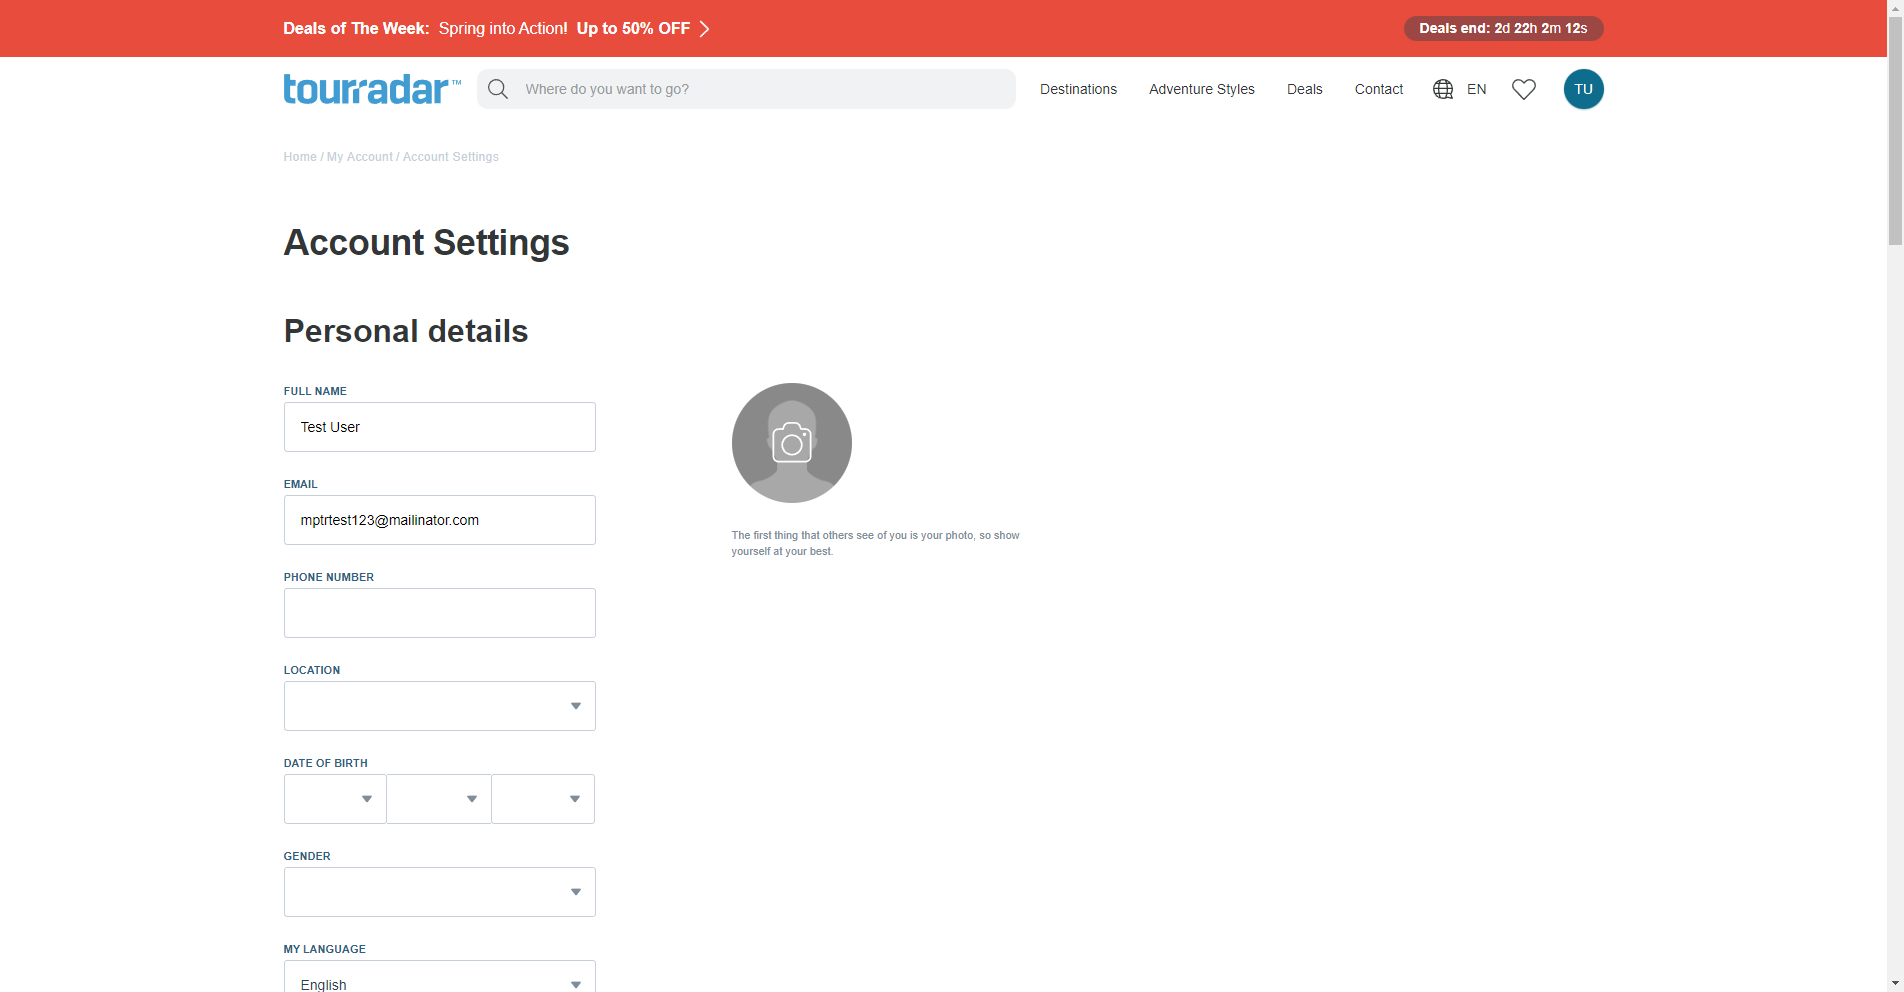 Deals of The Week: Spring into Action! Up to 50% OFF
Deals end: 2d 22h 2m 12s
tourradar™
Where do you want to go?
Destinations
Adventure Styles
Deals
Contact
EN
TU
Home / My Account / Account Settings
Account Settings
Personal details
FULL NAME
Test User
EMAIL
mptrtest123@mailinator.com
The first thing that others see of you is your photo, so show
yourself at your best.
PHONE NUMBER
LOCATION
DATE OF BIRTH
GENDER
MY LANGUAGE
English